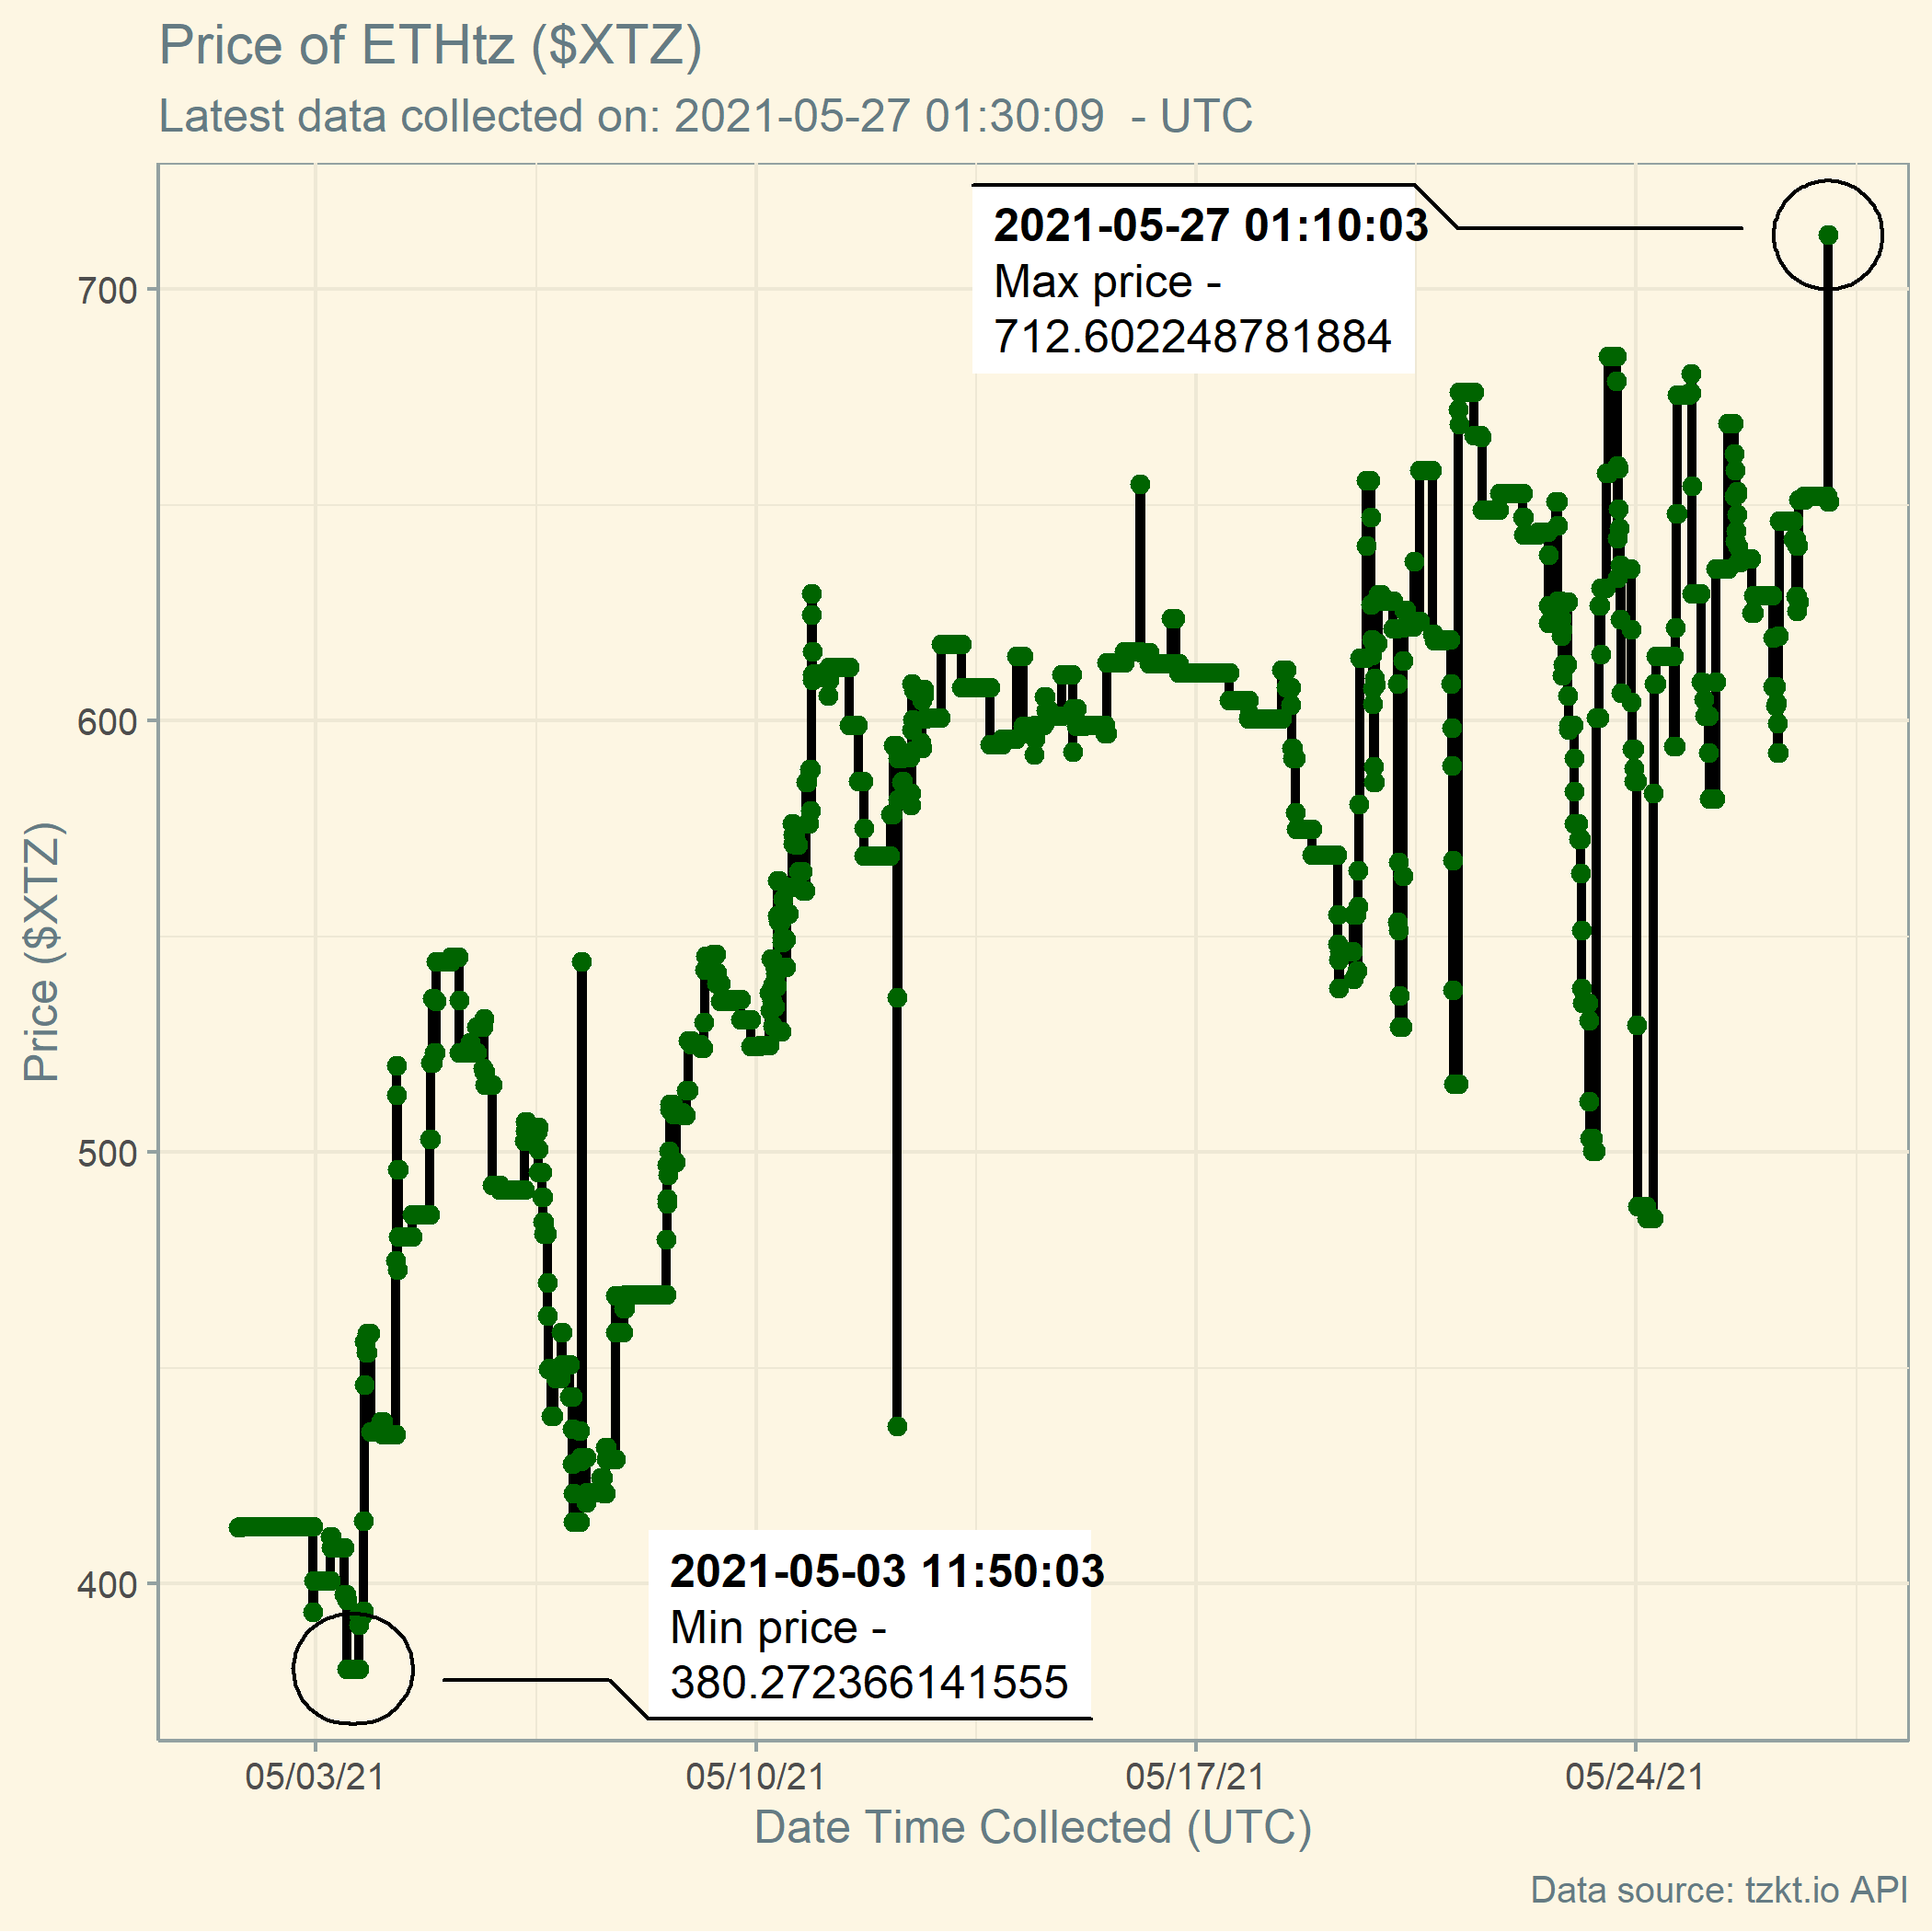 Price of ETHtz ($XTZ)
Latest data collected on: 2021-05-27 01:30:09  - UTC
2021-05-27 01:10:03
Max price -
712.602248781884
700
600
Price ($XTZ)
500
400
2021-05-03 11:50:03
Min price -
380.272366141555
05/03/21 05/10/21 05/17/21 05/24/21
Date Time Collected (UTC)
Data source: tzkt.io API